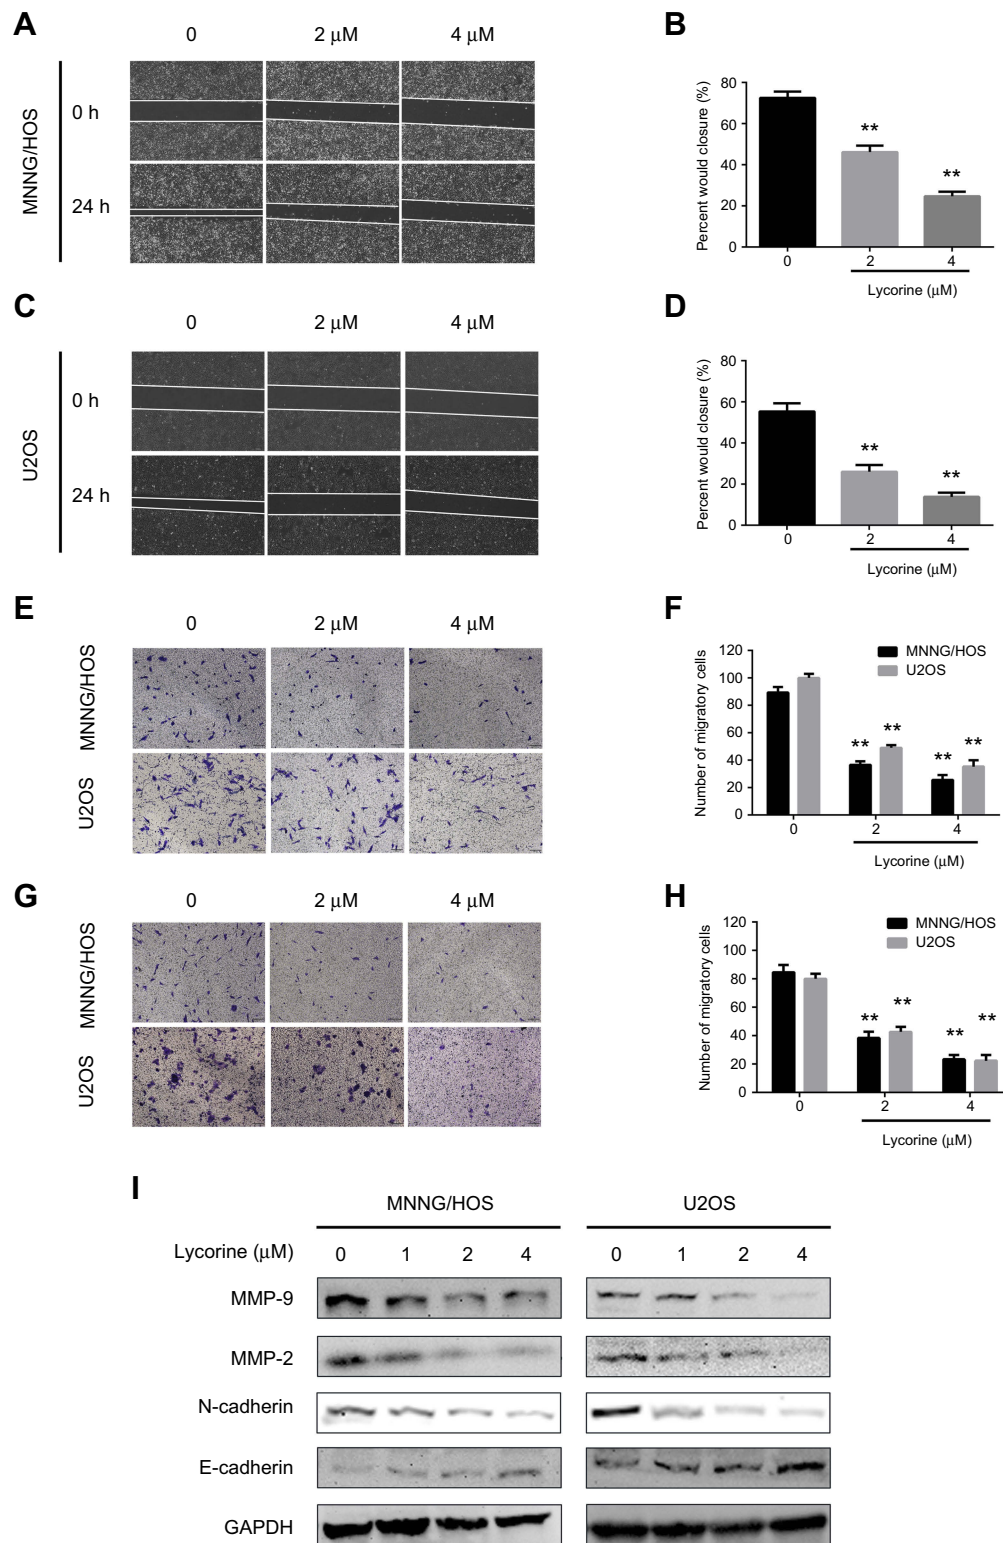 A
0 2 μM 4 μM
MNNG/HOS
0 h
24 h
B
Percent would closure (%)
80
60
40
20
0
**
**
0 2 4
Lycorine (μM)
C
0 2 μM 4 μM
U2OS
0 h
24 h
D
Percent would closure (%)
80
60
40
20
0
**
**
0 2 4
Lycorine (μM)
E
0 2 μM 4 μM
MNNG/HOS
U2OS
F
Number of migratory cells
120
100
80
60
40
20
0
MNNG/HOS
U2OS
** **
** **
0 2 4
Lycorine (μM)
G
0 2 μM 4 μM
MNNG/HOS
U2OS
H
Number of migratory cells
120
100
80
60
40
20
0
MNNG/HOS
U2OS
** **
** **
0 2 4
Lycorine (μM)
I
MNNG/HOS U2OS
Lycorine (μM) 0 1 2 4 0 1 2 4
MMP-9
MMP-2
N-cadherin
E-cadherin
GAPDH